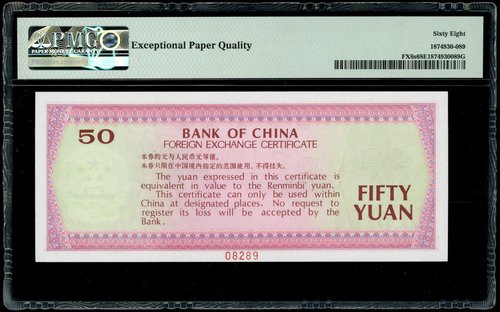 PMG
PAPER MONEY GUARANTY
Exceptional Paper Quality
Sixty Eight
1874930-089
FX6s68E1874930089G
50
BANK OF CHINA
FOREIGN EXCHANGE CERTIFICATE
本券的元与人民币元等值。
本券只限在中国境内指定的范围使用，不得挂失。
The yuan expressed in this certificate is
equivalent in value to the Renminbi yuan.
This certificate can only be used within
China at designated places. No request to
register its loss will be accepted by the
Bank.
FIFTY
YUAN
08289